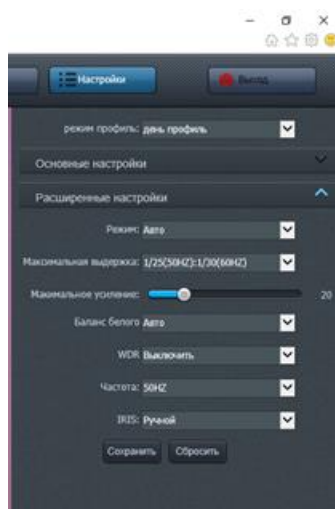 Настройки
Выход
режим профиль: день профиль
Основные настройки
Расширенные настройки
Режим: Авто
Максимальная выдержка: 1/25(50HZ):1/30(60HZ)
Макимальное усиление: 20
Баланс белого Авто
WDR Выключить
Частота: 50HZ
IRIS: Ручной
Сохранить Сбросить